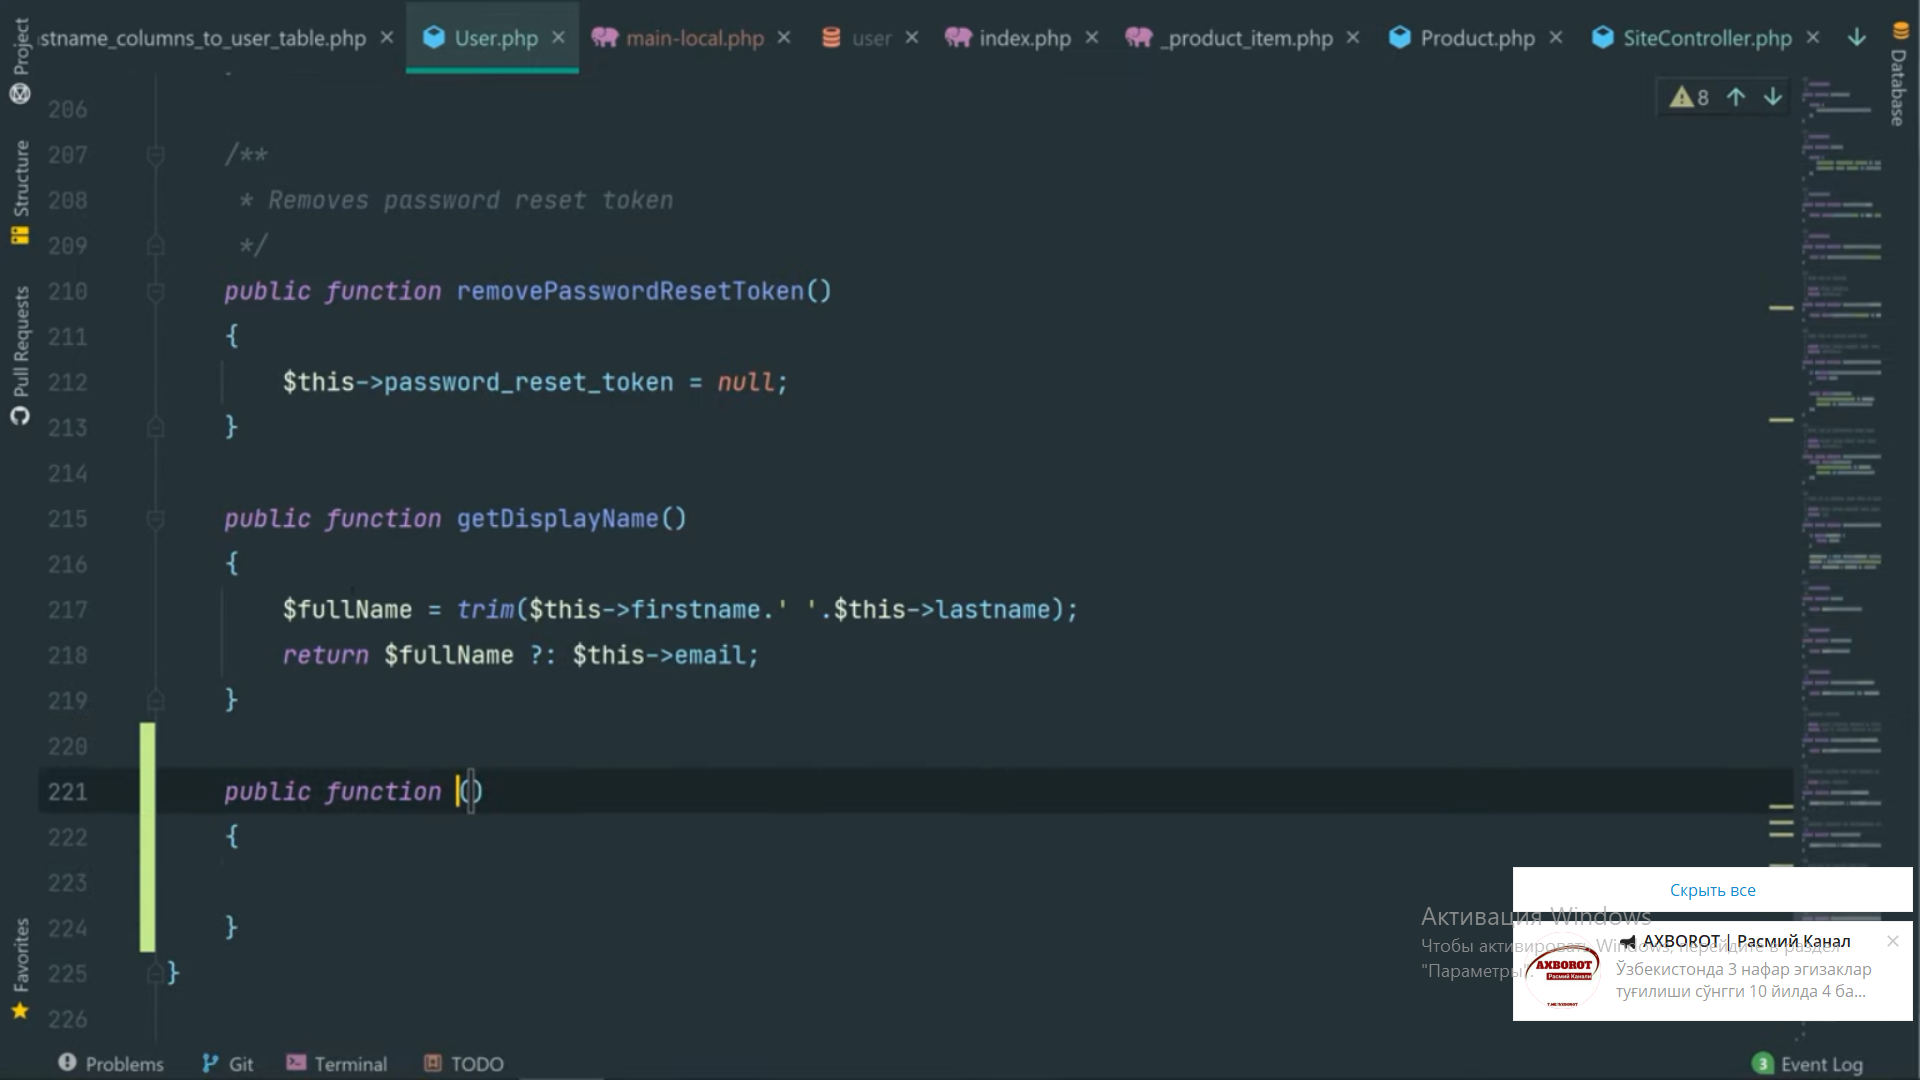 stname_columns_to_user_table.php
User.php
main-local.php
user
index.php
_product_item.php
Product.php
SiteController.php
Project
Structure
Pull Requests
Favorites
Database
8
206
207 /**
208 * Removes password reset token
209 */
210 public function removePasswordResetToken()
211 {
212 $this->password_reset_token = null;
213 }
214
215 public function getDisplayName()
216 {
217 $fullName = trim($this->firstname.' '.$this->lastname);
218 return $fullName ?: $this->email;
219 }
220
221 public function ()
222 {
223
224 }
225 }
226
Скрыть все
Активация Windows
Чтобы активировать Windows, перейдите в раздел
"Параметры".
AXBOROT | Расмий Канал
Ўзбекистонда 3 нафар эгизаклар
туғилиши сўнгги 10 йилда 4 ба...
AXBOROT
Расмий Канали
Problems
Git
Terminal
TODO
3 Event Log